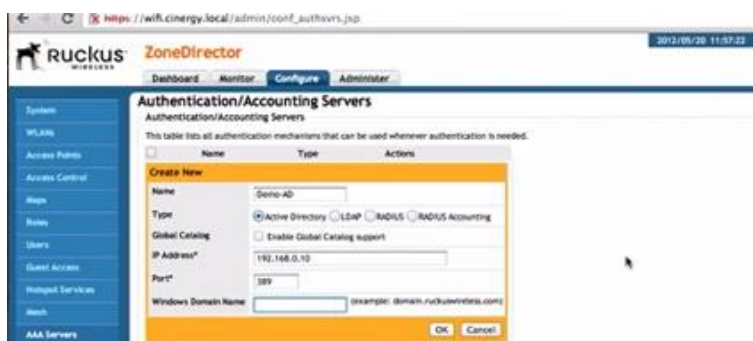 https://wifi.cinergy.local/admin/conf_authsvrs.jsp
2012/05/20 11:57:22
Ruckus ZoneDirector
WIRELESS
Dashboard Monitor Configure Administer
Authentication/Accounting Servers
Authentication/Accounting Servers
This table lists all authentication mechanisms that can be used whenever authentication is needed.
Name Type Actions
Create New
Name Demo-AD
Type Active Directory LDAP RADIUS RADIUS Accounting
Global Catalog Enable Global Catalog support
IP Address* 192.168.0.10
Port* 389
Windows Domain Name (example: domain.ruckuswireless.com)
OK Cancel
System
WLANs
Access Points
Access Control
Maps
Roles
Users
Guest Access
Hotspot Services
Mesh
AAA Servers